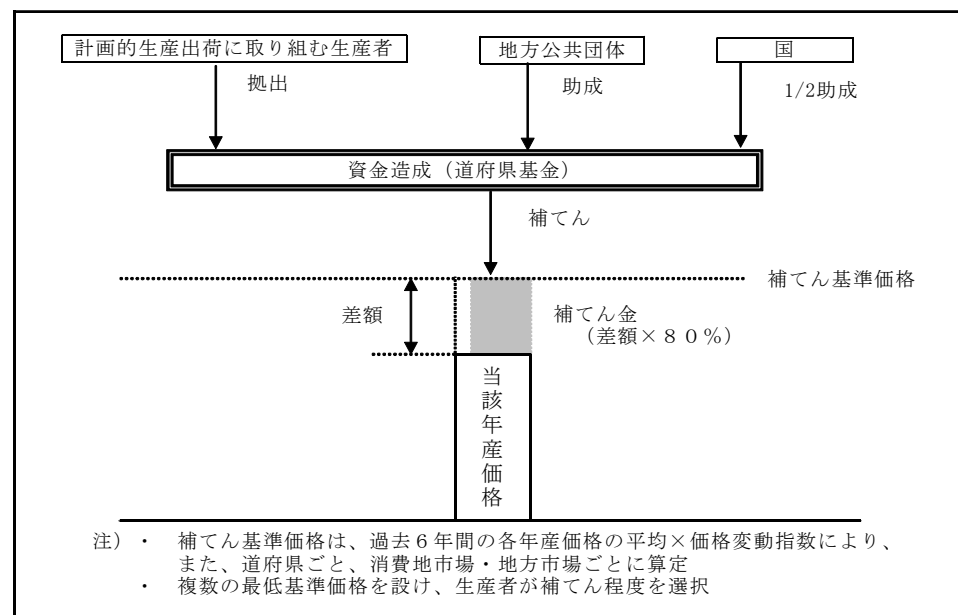 計画的生産出荷に取り組む生産者
地方公共団体
国
拠出
助成
1/2助成
資金造成（道府県基金）
補てん
補てん基準価格
差額
補てん金
（差額×８０％）
当該年産価格
注）・ 補てん基準価格は、過去６年間の各年産価格の平均×価格変動指数により、
また、道府県ごと、消費地市場・地方市場ごとに算定
・ 複数の最低基準価格を設け、生産者が補てん程度を選択